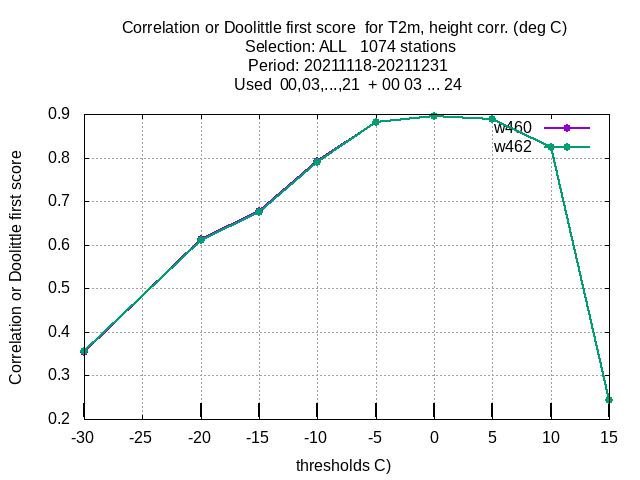 Correlation or Doolittle first score  for T2m, height corr. (deg C)
Selection: ALL   1074 stations
Period: 20211118-20211231
Used  00,03,...,21  + 00 03 ... 24
Correlation or Doolittle first score
0.9
0.8
0.7
0.6
0.5
0.4
0.3
0.2
w460
w462
-30 -25 -20 -15 -10 -5 0 5 10 15
thresholds C)